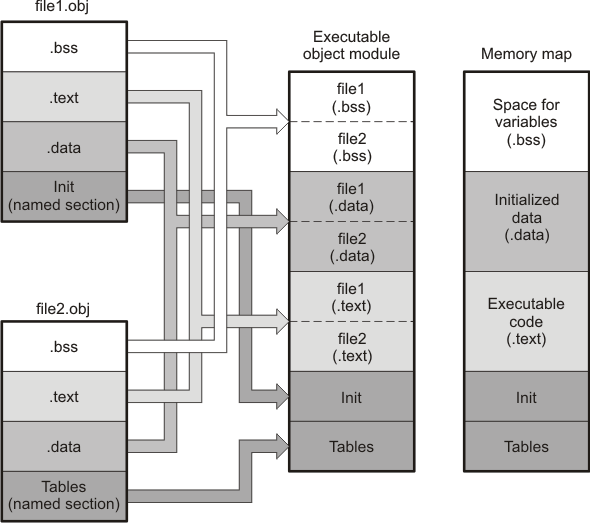 file1.obj
.bss
.text
.data
Init
(named section)
file2.obj
.bss
.text
.data
Tables
(named section)
Executable
object module
file1
(.bss)
file2
(.bss)
file1
(.data)
file2
(.data)
file1
(.text)
file2
(.text)
Init
Tables
Memory map
Space for
variables
(.bss)
Initialized
data
(.data)
Executable
code
(.text)
Init
Tables